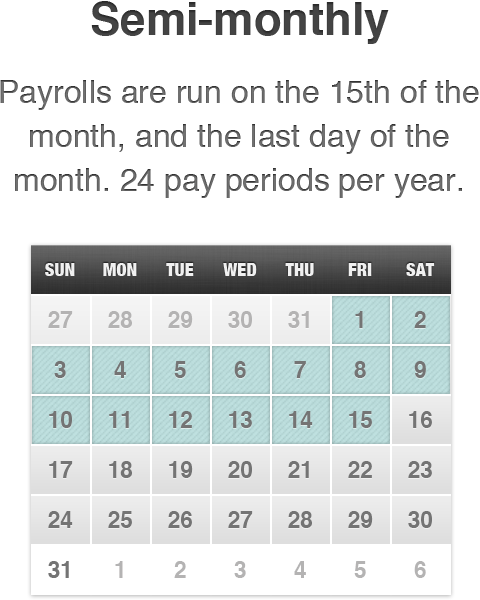 Semi-monthly
Payrolls are run on the 15th of the
month, and the last day of the
month. 24 pay periods per year.
SUN MON TUE WED THU FRI SAT
27 28 29 30 31 1 2
3 4 5 6 7 8 9
10 11 12 13 14 15 16
17 18 19 20 21 22 23
24 25 26 27 28 29 30
31 1 2 3 4 5 6